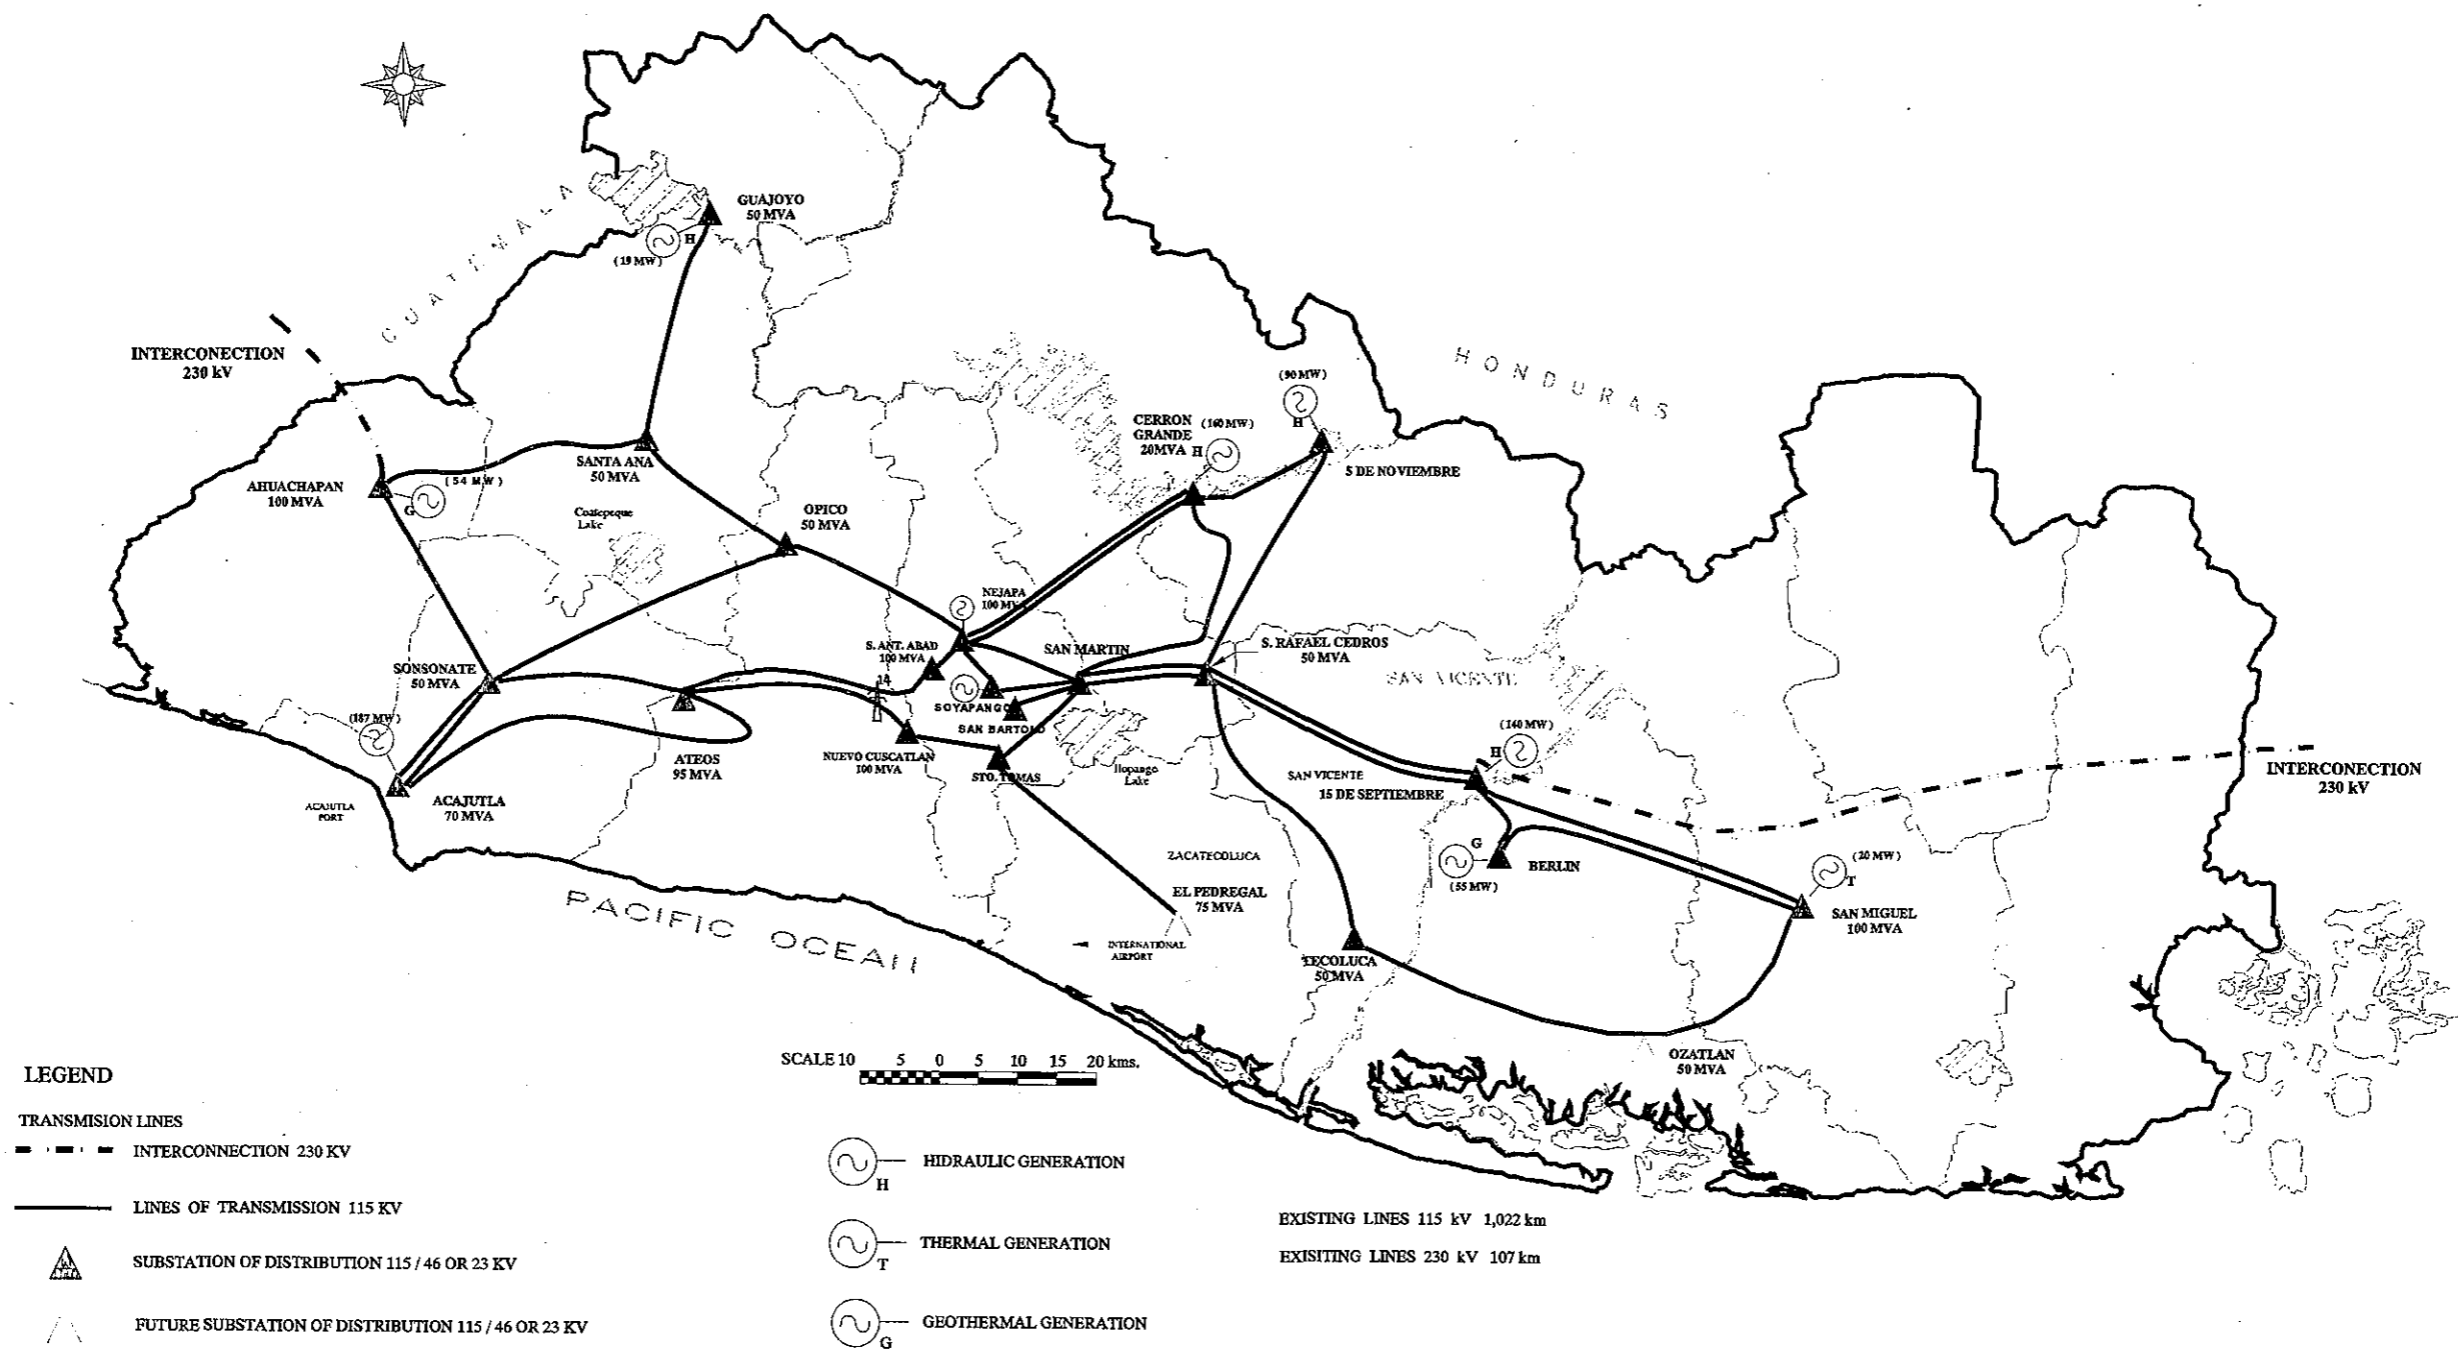 GUATEMALA
HONDURAS
GUAJOYO
50 MVA
H
(19 MW)
INTERCONECTION
230 kV
(90 MW)
H
CERRON
GRANDE
20MVA
(160 MW)
H
5 DE NOVIEMBRE
SANTA ANA
50 MVA
(54 MW)
AHUACHAPAN
100 MVA
G
Coatepeque
Lake
OPICO
50 MVA
NEJAPA
S. ANT. ABAD
100 MVA
SAN MARTIN
S. RAFAEL CEDROS
50 MVA
SAN VICENTE
SONSONATE
50 MVA
14
SOYAPANGO
SAN BARTOLO
(187 MW)
NUEVO CUSCATLAN
100 MVA
STO. TOMAS
Ilopango
Lake
ATEOS
95 MVA
(140 MW)
H
SAN VICENTE
15 DE SEPTIEMBRE
INTERCONECTION
230 kV
ACAJUTLA
PORT
ACAJUTLA
70 MVA
G
BERLIN
(55 MW)
(20 MW)
T
ZACATECOLUCA
EL PEDREGAL
75 MVA
SAN MIGUEL
100 MVA
INTERNATIONAL
AIRPORT
TECOLUCA
50 MVA
PACIFIC OCEAN
OZATLAN
50 MVA
SCALE 10 5 0 5 10 15 20 kms.
LEGEND
TRANSMISION LINES
INTERCONNECTION 230 KV
LINES OF TRANSMISSION 115 KV
SUBSTATION OF DISTRIBUTION 115 / 46 OR 23 KV
FUTURE SUBSTATION OF DISTRIBUTION 115 / 46 OR 23 KV
HIDRAULIC GENERATION
H
THERMAL GENERATION
T
GEOTHERMAL GENERATION
G
EXISTING LINES 115 kV 1,022 km
EXISITING LINES 230 kV 107 km